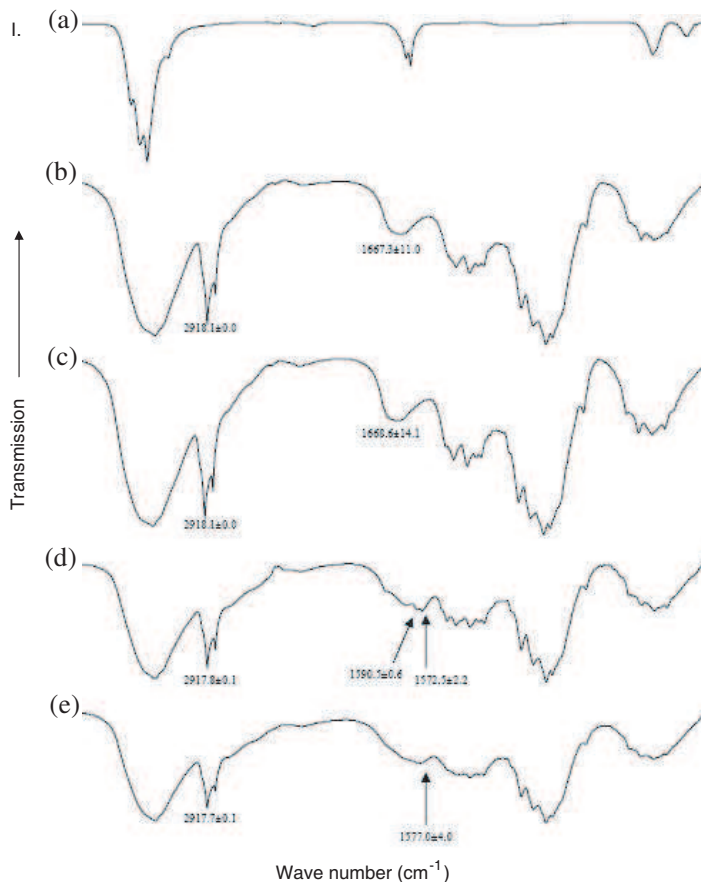 I.
(a)
(b)
1667.3±11.0
2918.1±0.0
(c)
1668.6±14.1
2918.1±0.0
(d)
1590.5±0.6
1572.5±2.2
2917.8±0.1
(e)
2917.7±0.1
1577.0±4.0
Transmission
Wave number (cm⁻¹)